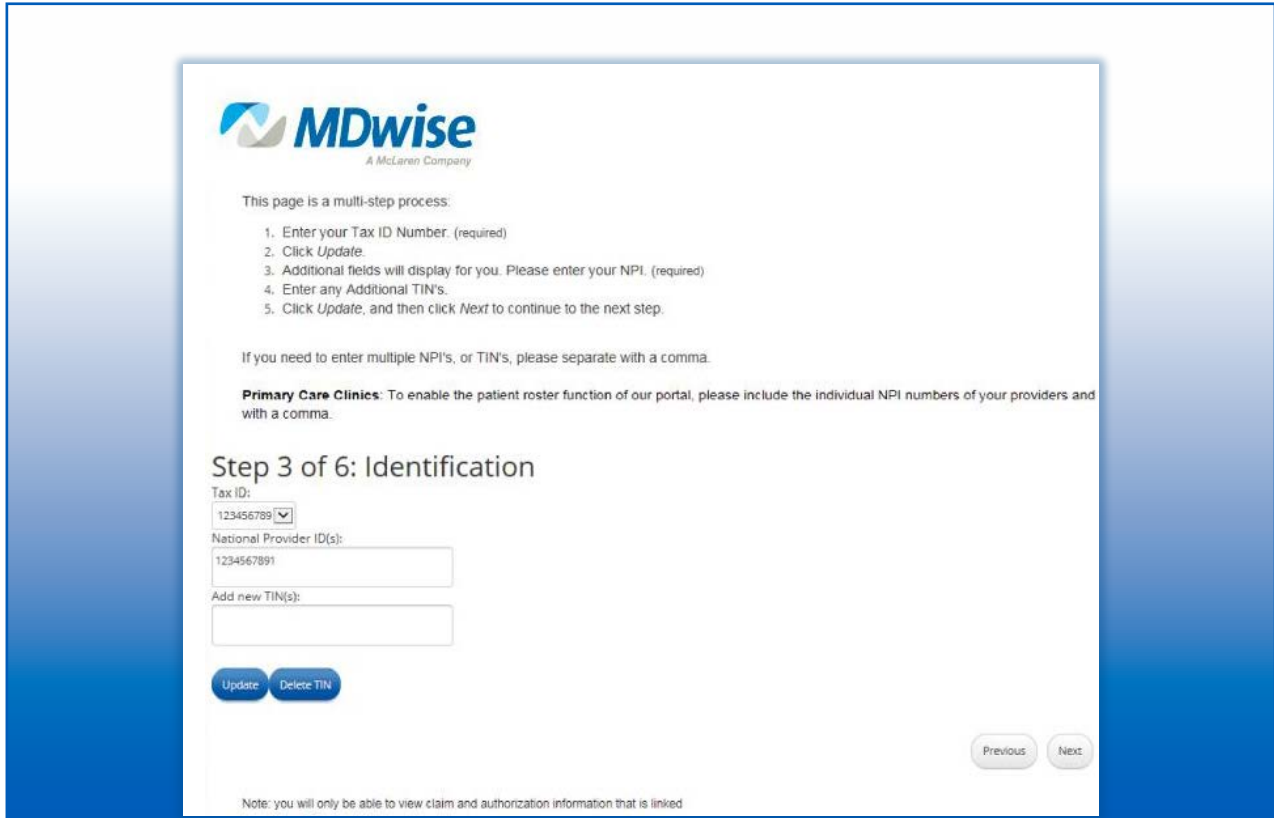 MDwise
A McLaren Company
This page is a multi-step process:
1. Enter your Tax ID Number. (required)
2. Click Update.
3. Additional fields will display for you. Please enter your NPI. (required)
4. Enter any Additional TIN's.
5. Click Update, and then click Next to continue to the next step.
If you need to enter multiple NPI's, or TIN's, please separate with a comma.
Primary Care Clinics: To enable the patient roster function of our portal, please include the individual NPI numbers of your providers and
with a comma.
Step 3 of 6: Identification
Tax ID:
123456789
National Provider ID(s):
1234567891
Add new TIN(s):
Update Delete TIN
Previous Next
Note: you will only be able to view claim and authorization information that is linked